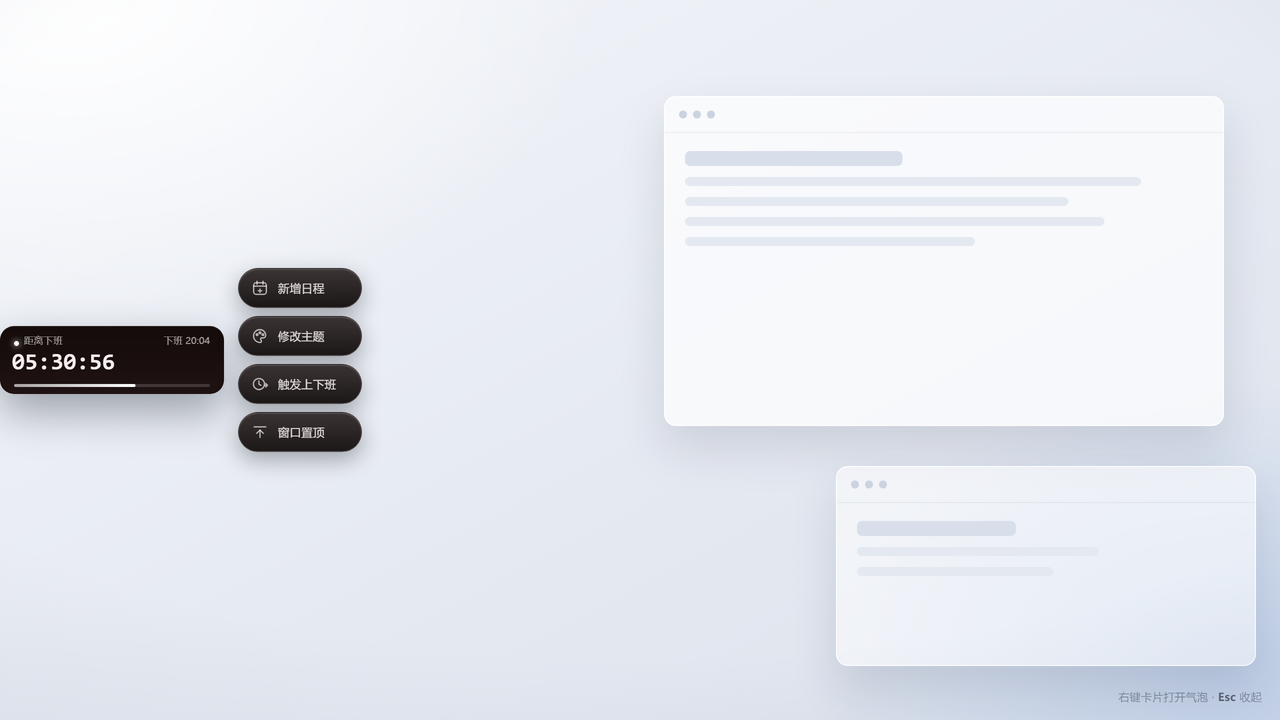 距离下班 下班 20:04
05:30:56
新增日程
修改主题
触发上下班
窗口置顶
右键卡片打开气泡 · Esc 收起